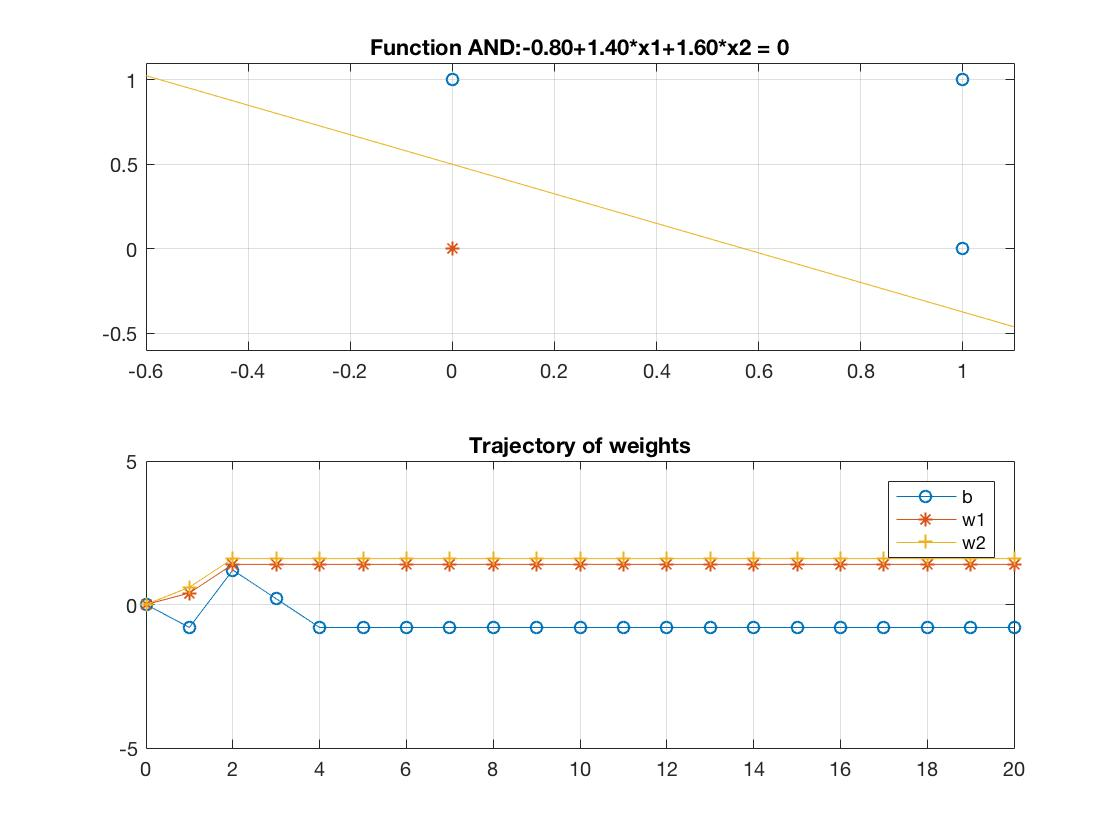 Function AND:-0.80+1.40*x1+1.60*x2 = 0
1
0.5
0
-0.5
-0.6 -0.4 -0.2 0 0.2 0.4 0.6 0.8 1
Trajectory of weights
5
b
w1
w2
0
-5
0 2 4 6 8 10 12 14 16 18 20